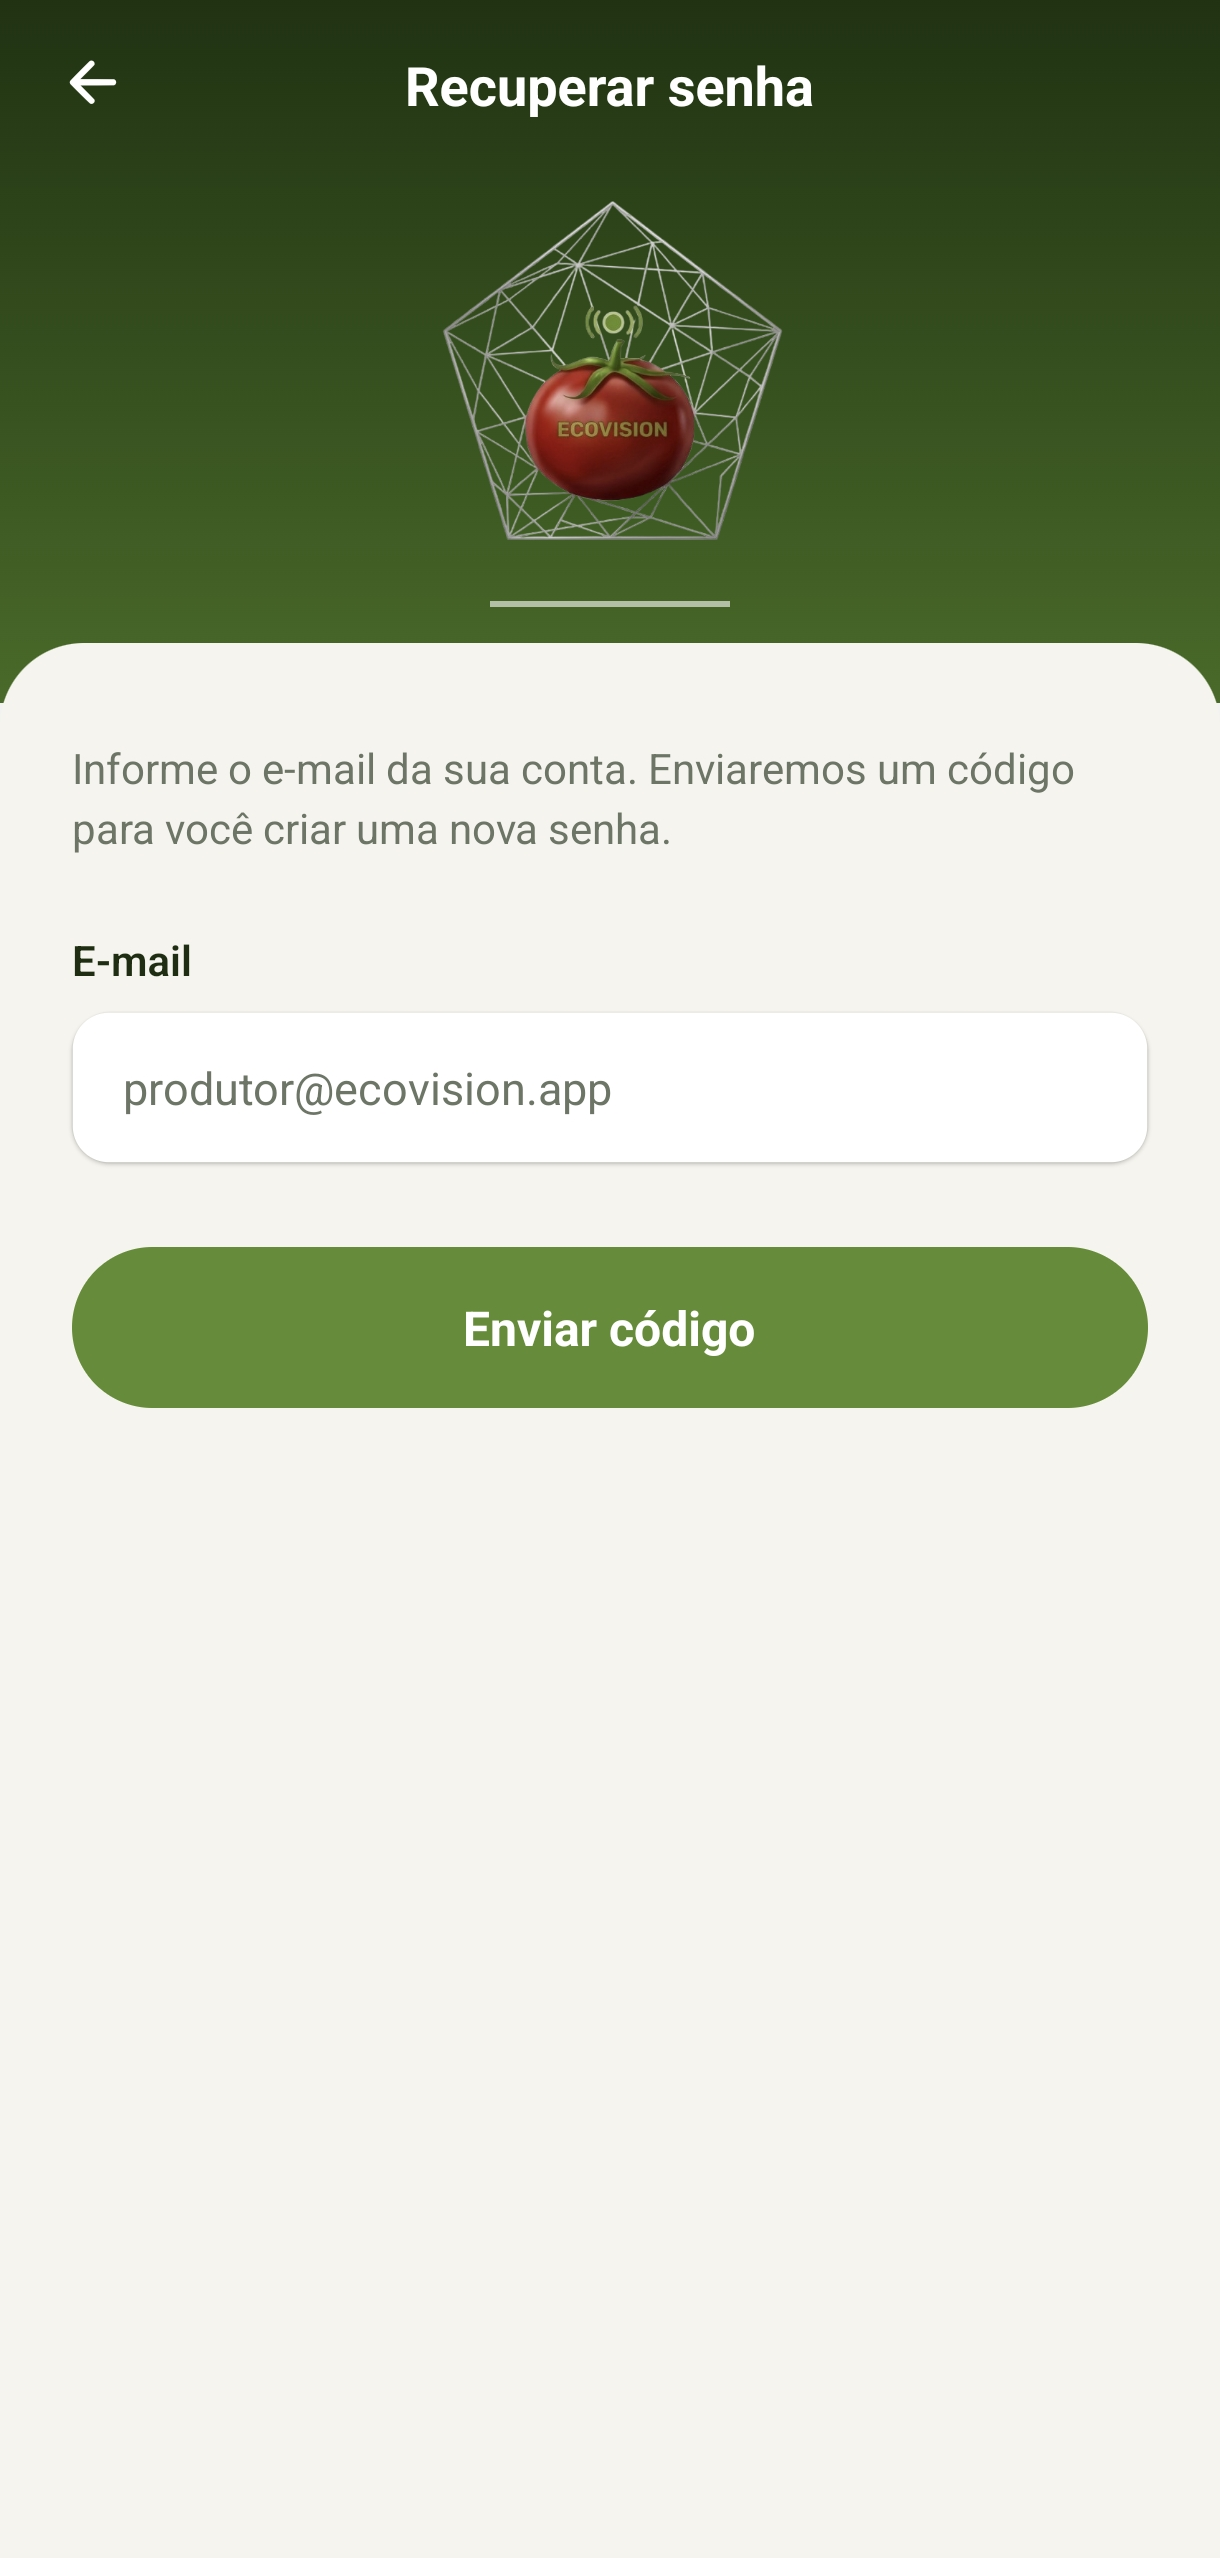 Recuperar senha
ECOVISION
Informe o e-mail da sua conta. Enviaremos um código
para você criar uma nova senha.
E-mail
produtor@ecovision.app
Enviar código